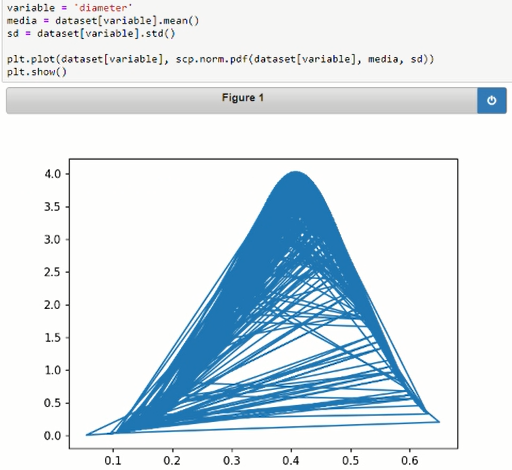 variable = 'diameter'
media = dataset[variable].mean()
sd = dataset[variable].std()
plt.plot(dataset[variable], scp.norm.pdf(dataset[variable], media, sd))
plt.show()
Figure 1
4.0
3.5
3.0
2.5
2.0
1.5
1.0
0.5
0.0
0.1 0.2 0.3 0.4 0.5 0.6